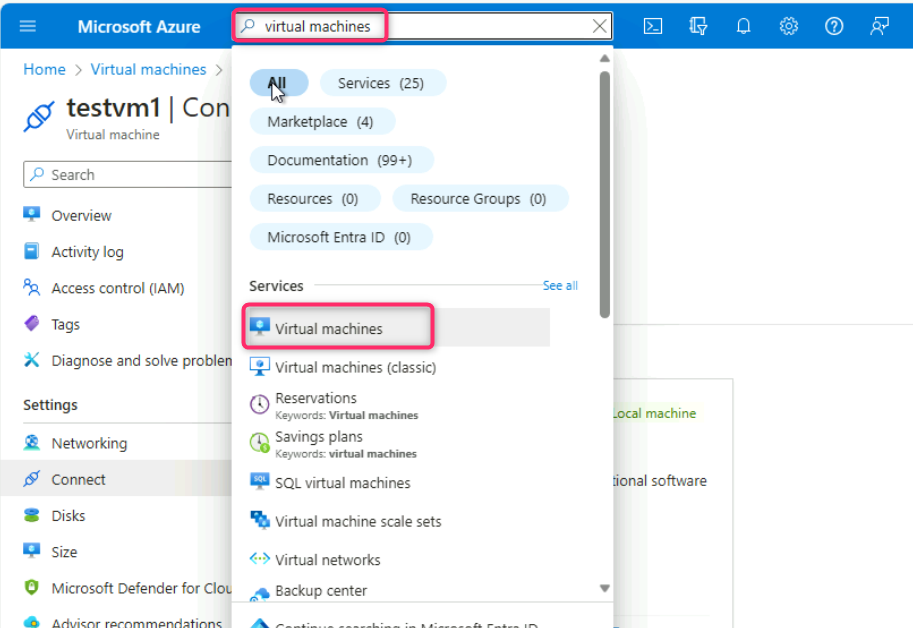 Microsoft Azure
virtual machines
Home > Virtual machines >
testvm1 | Con
Virtual machine
Search
Overview
Activity log
Access control (IAM)
Tags
Diagnose and solve problem
Settings
Networking
Connect
Disks
Size
Microsoft Defender for Clou
Advisor recommendations
All
Services (25)
Marketplace (4)
Documentation (99+)
Resources (0)
Resource Groups (0)
Microsoft Entra ID (0)
Services
See all
Virtual machines
Virtual machines (classic)
Reservations
Keywords: Virtual machines
Savings plans
Keywords: virtual machines
SQL
SQL virtual machines
Virtual machine scale sets
Virtual networks
Backup center
Continue searching in Microsoft Entra ID
Local machine
tional software